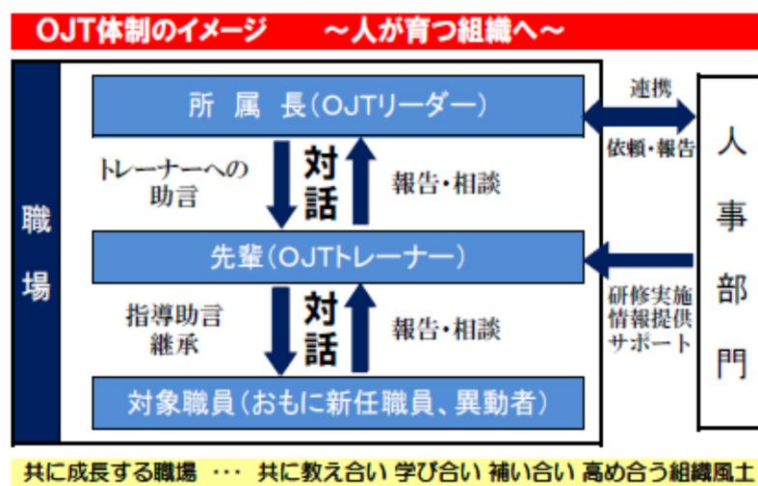 OJT体制のイメージ　～人が育つ組織へ～
職場
所属長（OJTリーダー）
トレーナーへの
助言
対話
報告・相談
先輩（OJTトレーナー）
指導助言
継承
対話
報告・相談
対象職員（おもに新任職員、異動者）
連携
依頼・報告
研修実施
情報提供
サポート
人事部門
共に成長する職場　…　共に教え合い 学び合い 補い合い 高め合う組織風土